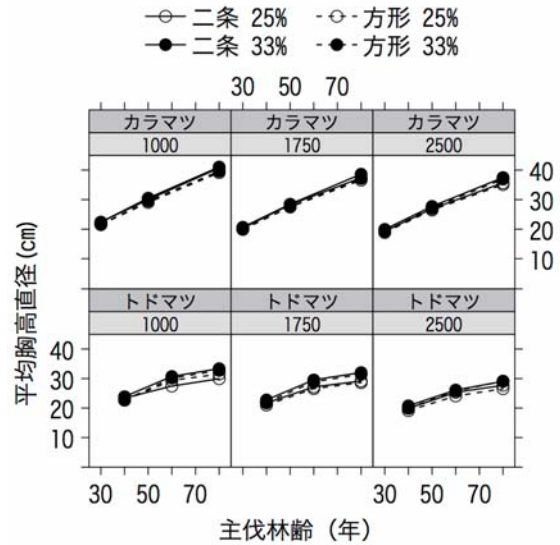 二条 25% 方形 25%
二条 33% 方形 33%
30 50 70
カラマツ カラマツ カラマツ
1000 1750 2500
40
30
20
10
平均胸高直径(cm)
トドマツ トドマツ トドマツ
1000 1750 2500
40
30
20
10
30 50 70 30 50 70
主伐林齢（年）